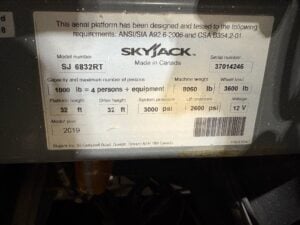 This aerial platform has been designed and tested to the following
requirements: ANSI/SIA A92.6-2006 and CSA B354.2-01.
SKYJACK
Made in Canada
Model number
Serial number
SJ 6832RT
37014246
Capacity and maximum number of persons
Machine weight
Wheel load
1000 lb = 4 persons + equipment
8060 lb
3600 lb
Platform height
Drive height
System pressure
Lift pressure
Voltage
32 ft
32 ft
3000 psi
2600 psi
12 V
Model year
2019